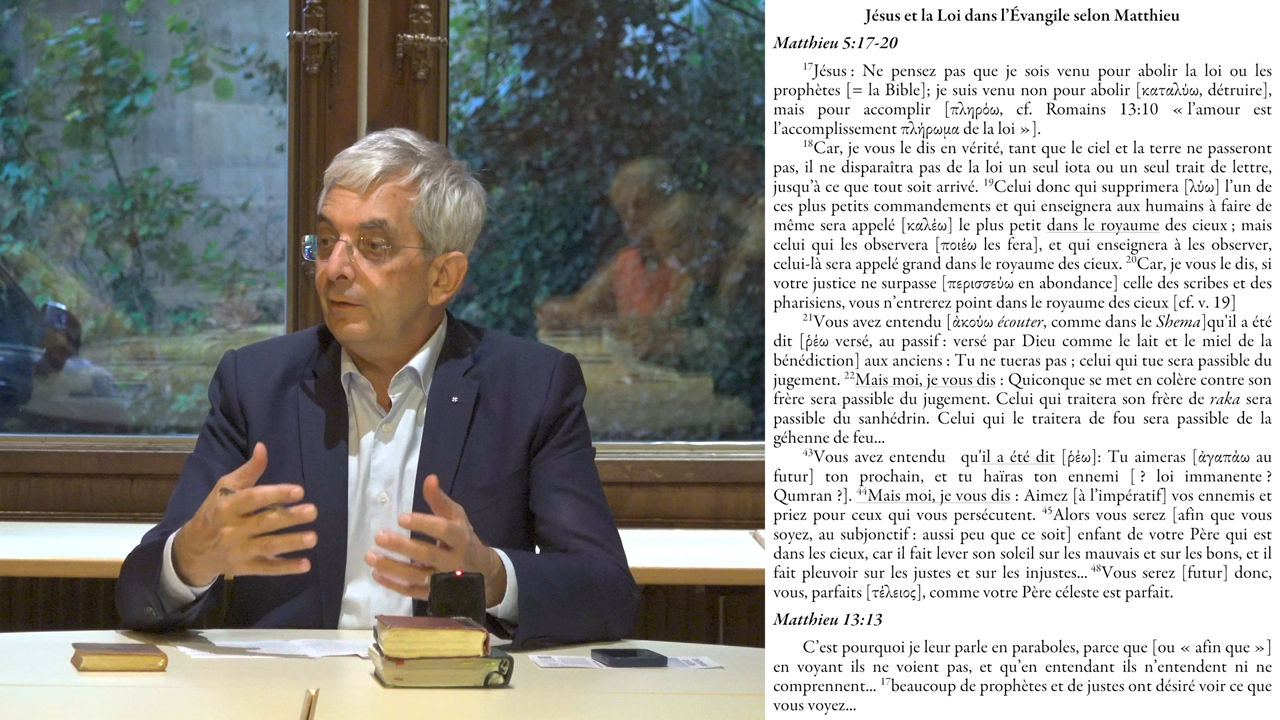 Jésus et la Loi dans l’Évangile selon Matthieu
Matthieu 5:17-20
17Jésus : Ne pensez pas que je sois venu pour abolir la loi ou les
prophètes [= la Bible]; je suis venu non pour abolir [καταλύω, détruire],
mais pour accomplir [πληρόω, cf. Romains 13:10 « l’amour est
l’accomplissement πλήρωμα de la loi »].
18Car, je vous le dis en vérité, tant que le ciel et la terre ne passeront
pas, il ne disparaîtra pas de la loi un seul iota ou un seul trait de lettre,
jusqu’à ce que tout soit arrivé. 19Celui donc qui supprimera [λύω] l’un de
ces plus petits commandements et qui enseignera aux humains à faire de
même sera appelé [καλέω] le plus petit dans le royaume des cieux ; mais
celui qui les observera [ποιέω les fera], et qui enseignera à les observer,
celui-là sera appelé grand dans le royaume des cieux. 20Car, je vous le dis, si
votre justice ne surpasse [περισσεύω en abondance] celle des scribes et des
pharisiens, vous n’entrerez point dans le royaume des cieux [cf. v. 19]
21Vous avez entendu [ἀκούω écouter, comme dans le Shema]qu'il a été
dit [ῥέω versé, au passif : versé par Dieu comme le lait et le miel de la
bénédiction] aux anciens : Tu ne tueras pas ; celui qui tue sera passible du
jugement. 22Mais moi, je vous dis : Quiconque se met en colère contre son
frère sera passible du jugement. Celui qui traitera son frère de raka sera
passible du sanhédrin. Celui qui le traitera de fou sera passible de la
géhenne de feu...
43Vous avez entendu qu'il a été dit [ῥέω]: Tu aimeras [ἀγαπάω au
futur] ton prochain, et tu haïras ton ennemi [ ? loi immanente ?
Qumran ?]. 44Mais moi, je vous dis : Aimez [à l’impératif] vos ennemis et
priez pour ceux qui vous persécutent. 45Alors vous serez [afin que vous
soyez, au subjonctif : aussi peu que ce soit] enfant de votre Père qui est
dans les cieux, car il fait lever son soleil sur les mauvais et sur les bons, et il
fait pleuvoir sur les justes et sur les injustes... 48Vous serez [futur] donc,
vous, parfaits [τέλειος], comme votre Père céleste est parfait.
Matthieu 13:13
C’est pourquoi je leur parle en paraboles, parce que [ou « afin que »]
en voyant ils ne voient pas, et qu’en entendant ils n’entendent ni ne
comprennent... 17beaucoup de prophètes et de justes ont désiré voir ce que
vous voyez...